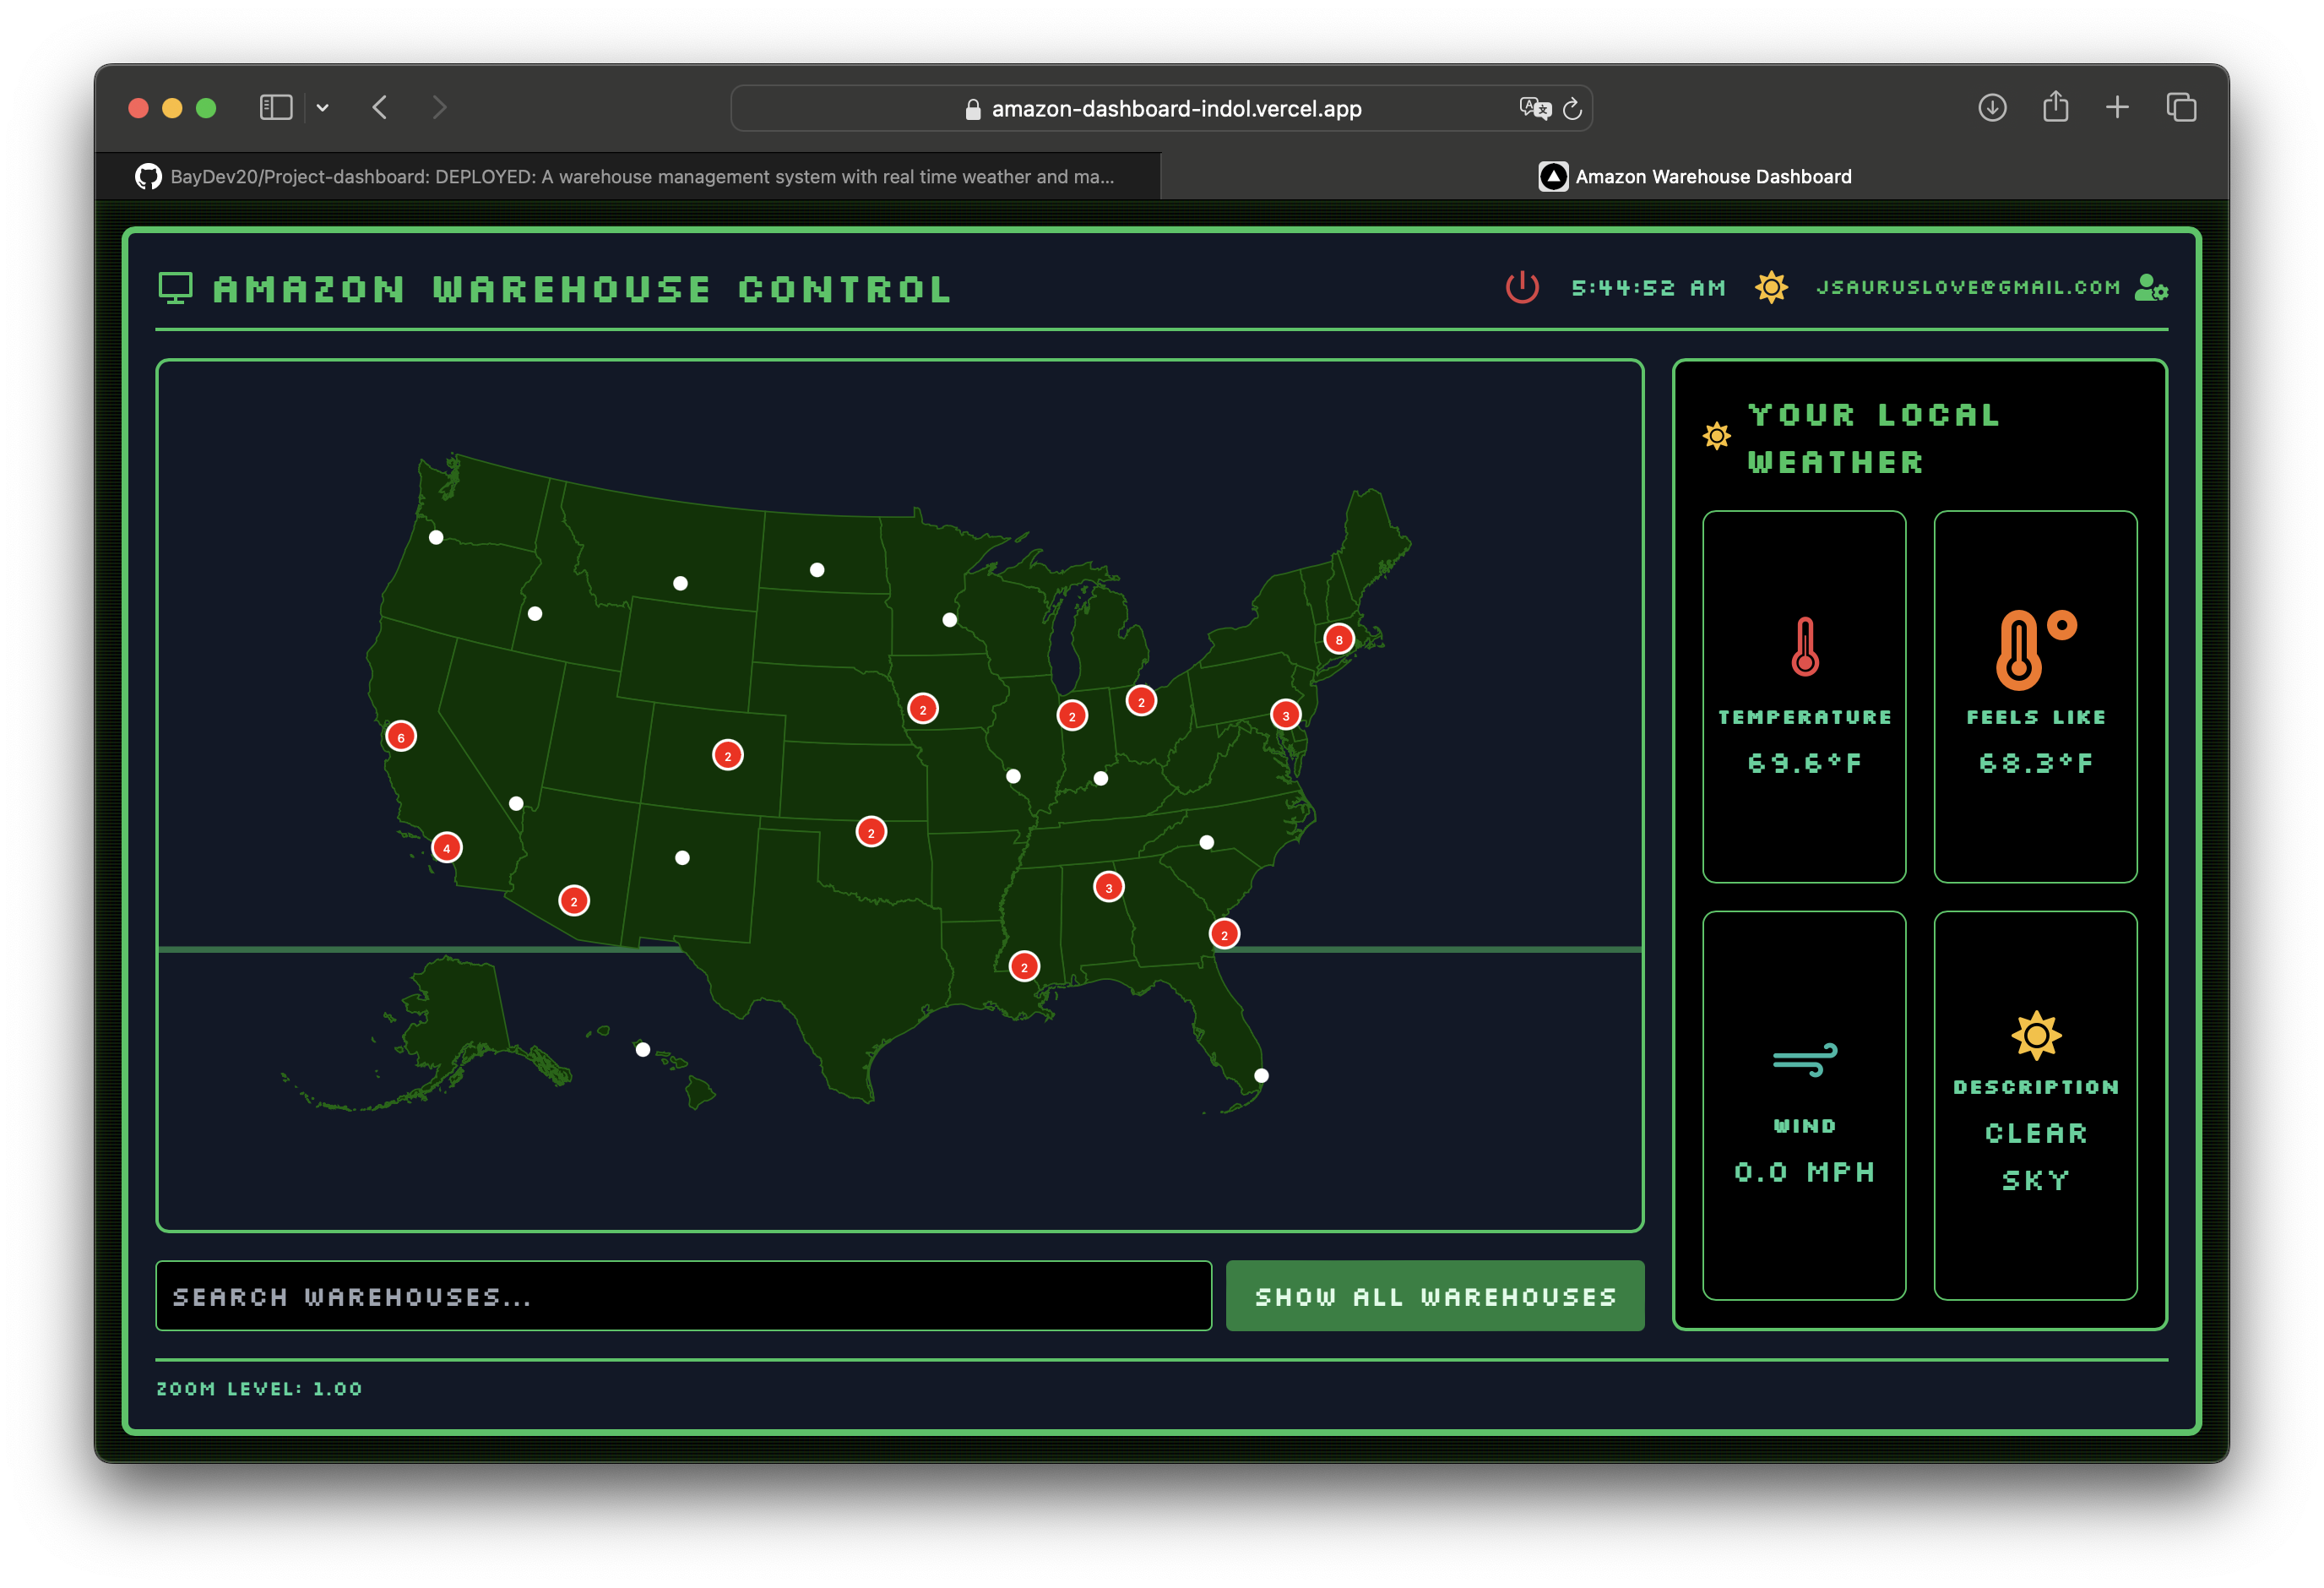 amazon-dashboard-indol.vercel.app
BayDev20/Project-dashboard: DEPLOYED: A warehouse management system with real time weather and ma...
Amazon Warehouse Dashboard
AMAZON WAREHOUSE CONTROL
5:44:52 AM
JSAURUSLOVE@GMAIL.COM
YOUR LOCAL
WEATHER
8
2
2
2
3
6
2
4
2
3
2
2
2
TEMPERATURE
69.6°F
FEELS LIKE
68.3°F
WIND
0.0 MPH
DESCRIPTION
CLEAR
SKY
SEARCH WAREHOUSES...
SHOW ALL WAREHOUSES
ZOOM LEVEL: 1.00